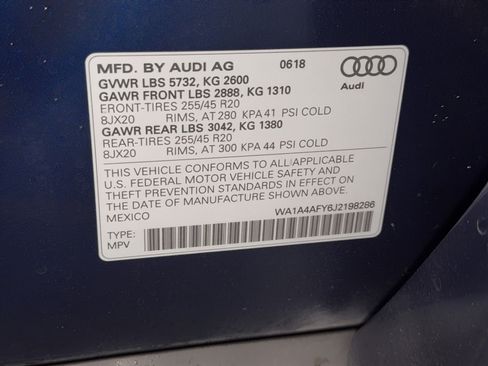 MFD. BY AUDI AG 0618
GVWR LBS 5732, KG 2600
GAWR FRONT LBS 2888, KG 1310
FRONT-TIRES 255/45 R20
8JX20 RIMS, AT 280 KPA 41 PSI COLD
GAWR REAR LBS 3042, KG 1380
REAR-TIRES 255/45 R20
8JX20 RIMS, AT 300 KPA 44 PSI COLD
Audi
THIS VEHICLE CONFORMS TO ALL APPLICABLE
U.S. FEDERAL MOTOR VEHICLE SAFETY AND
THEFT PREVENTION STANDARDS IN EFFECT ON
THE DATE OF MANUFACTURE SHOWN ABOVE.
MEXICO
WA1A4AFY6J2198286
TYPE:
MPV